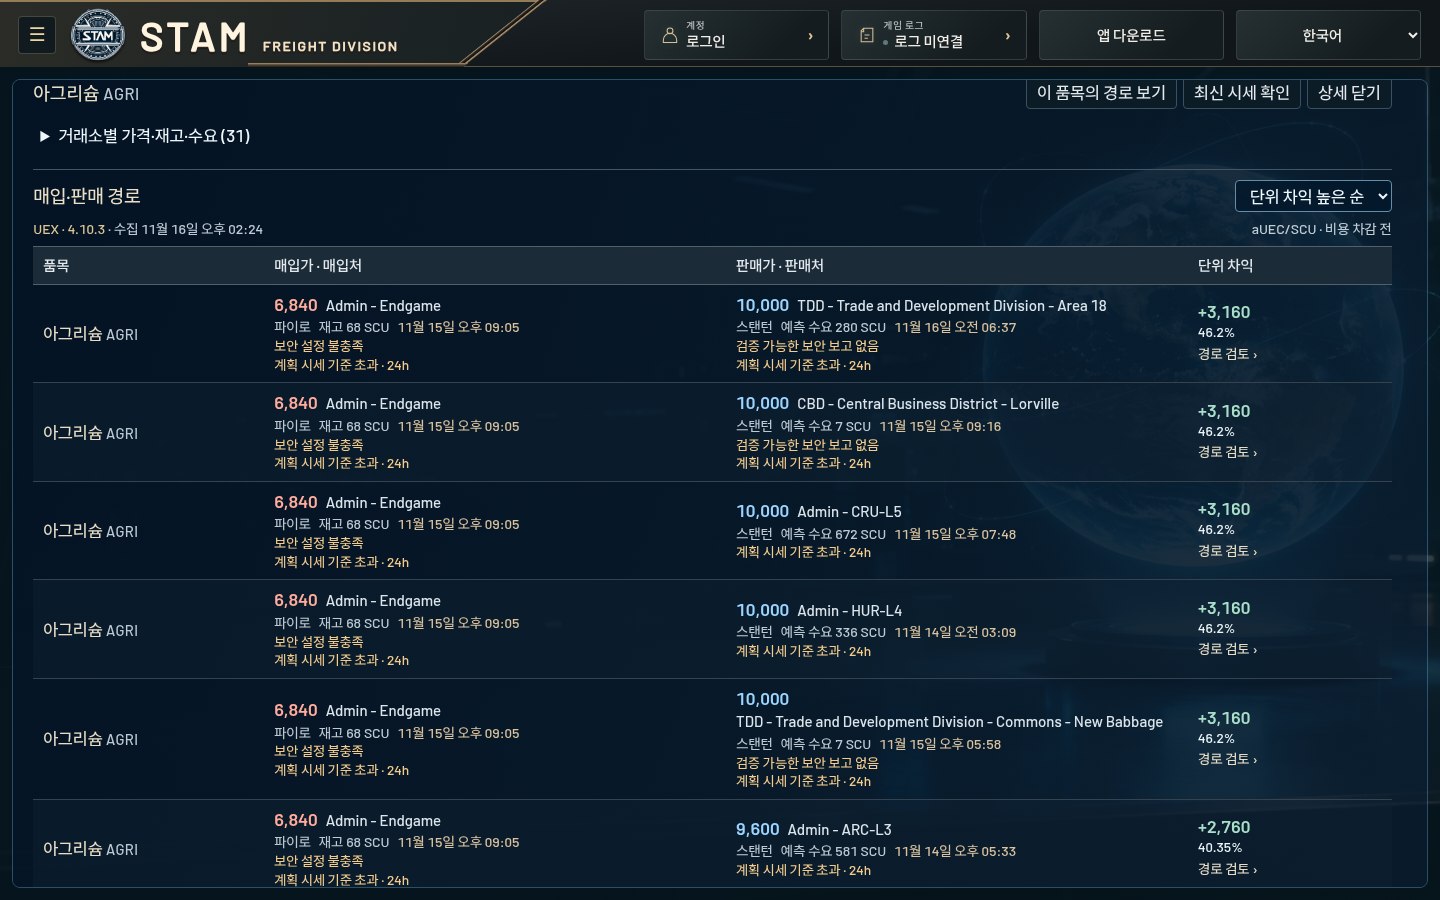 ☰ STAM STAM FREIGHT DIVISION
계정
로그인 ›
게임 로그
• 로그 미연결 ›
앱 다운로드
한국어
아그리슘 AGRI
이 품목의 경로 보기 최신 시세 확인 상세 닫기
▶ 거래소별 가격·재고·수요 (31)
매입·판매 경로
단위 차익 높은 순
UEX · 4.10.3 · 수집 11월 16일 오후 02:24
aUEC/SCU · 비용 차감 전
품목 매입가 · 매입처 판매가 · 판매처 단위 차익
아그리슘 AGRI
6,840 Admin - Endgame
파이로 재고 68 SCU 11월 15일 오후 09:05
보안 설정 불충족
계획 시세 기준 초과 · 24h
10,000 TDD - Trade and Development Division - Area 18
스탠턴 예측 수요 280 SCU 11월 16일 오전 06:37
검증 가능한 보안 보고 없음
계획 시세 기준 초과 · 24h
+3,160
46.2%
경로 검토 ›
아그리슘 AGRI
6,840 Admin - Endgame
파이로 재고 68 SCU 11월 15일 오후 09:05
보안 설정 불충족
계획 시세 기준 초과 · 24h
10,000 CBD - Central Business District - Lorville
스탠턴 예측 수요 7 SCU 11월 15일 오후 09:16
검증 가능한 보안 보고 없음
계획 시세 기준 초과 · 24h
+3,160
46.2%
경로 검토 ›
아그리슘 AGRI
6,840 Admin - Endgame
파이로 재고 68 SCU 11월 15일 오후 09:05
보안 설정 불충족
계획 시세 기준 초과 · 24h
10,000 Admin - CRU-L5
스탠턴 예측 수요 672 SCU 11월 15일 오후 07:48
계획 시세 기준 초과 · 24h
+3,160
46.2%
경로 검토 ›
아그리슘 AGRI
6,840 Admin - Endgame
파이로 재고 68 SCU 11월 15일 오후 09:05
보안 설정 불충족
계획 시세 기준 초과 · 24h
10,000 Admin - HUR-L4
스탠턴 예측 수요 336 SCU 11월 14일 오전 03:09
계획 시세 기준 초과 · 24h
+3,160
46.2%
경로 검토 ›
아그리슘 AGRI
6,840 Admin - Endgame
파이로 재고 68 SCU 11월 15일 오후 09:05
보안 설정 불충족
계획 시세 기준 초과 · 24h
10,000
TDD - Trade and Development Division - Commons - New Babbage
스탠턴 예측 수요 7 SCU 11월 15일 오후 05:58
검증 가능한 보안 보고 없음
계획 시세 기준 초과 · 24h
+3,160
46.2%
경로 검토 ›
아그리슘 AGRI
6,840 Admin - Endgame
파이로 재고 68 SCU 11월 15일 오후 09:05
보안 설정 불충족
계획 시세 기준 초과 · 24h
9,600 Admin - ARC-L3
스탠턴 예측 수요 581 SCU 11월 14일 오후 05:33
계획 시세 기준 초과 · 24h
+2,760
40.35%
경로 검토 ›